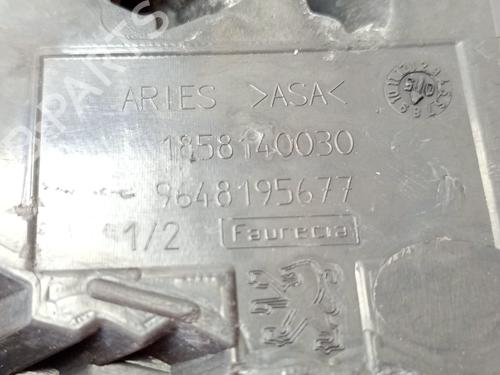 ARIES >ASA<
1858140030
9648195677
1/2 Faurecia